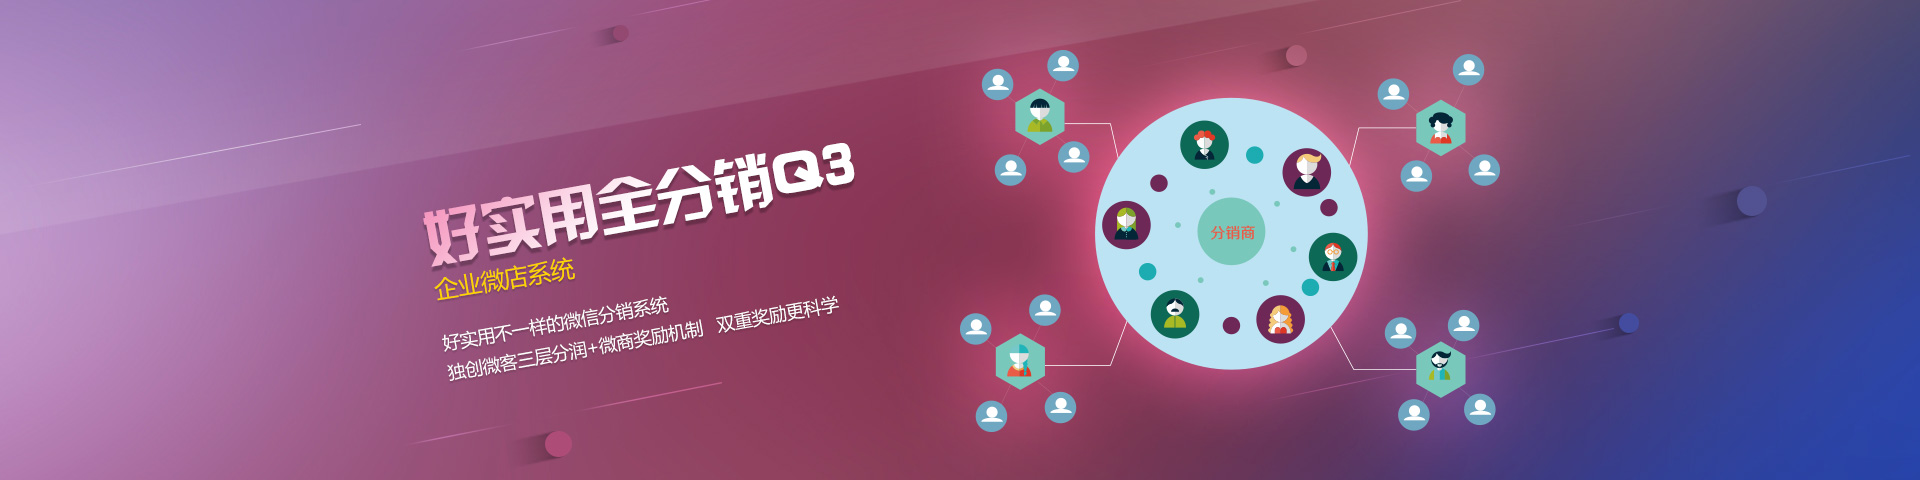 好实用全分销Q3
企业微店系统
好实用不一样的微信分销系统
独创微客三层分润+微商奖励机制 双重奖励更科学
分销商